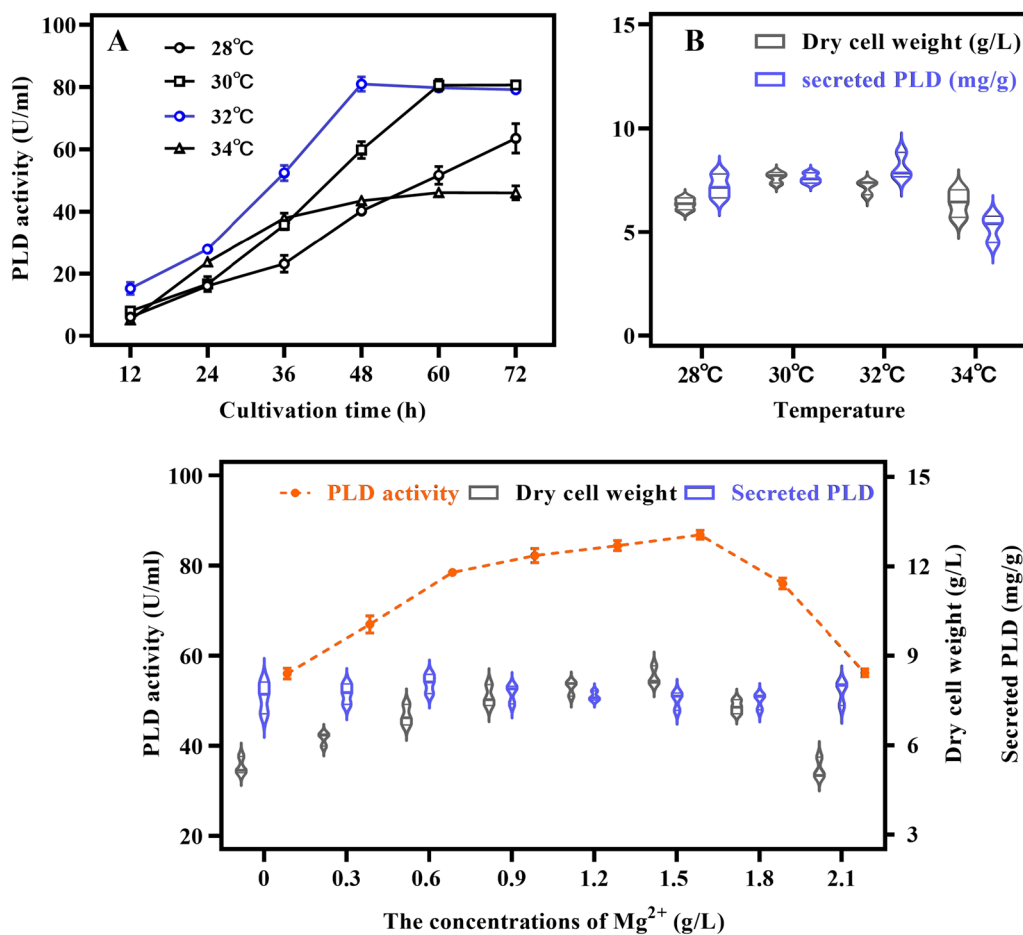 A
28℃
30℃
32℃
34℃
PLD activity (U/ml)
100
80
60
40
20
0
12 24 36 48 60 72
Cultivation time (h)
B
Dry cell weight (g/L)
secreted PLD (mg/g)
15
10
5
0
28℃ 30℃ 32℃ 34℃
Temperature
PLD activity Dry cell weight Secreted PLD
PLD activity (U/ml)
100
80
60
40
20
15
12
9
6
3
Dry cell weight (g/L)
Secreted PLD (mg/g)
0 0.3 0.6 0.9 1.2 1.5 1.8 2.1
The concentrations of Mg²⁺ (g/L)